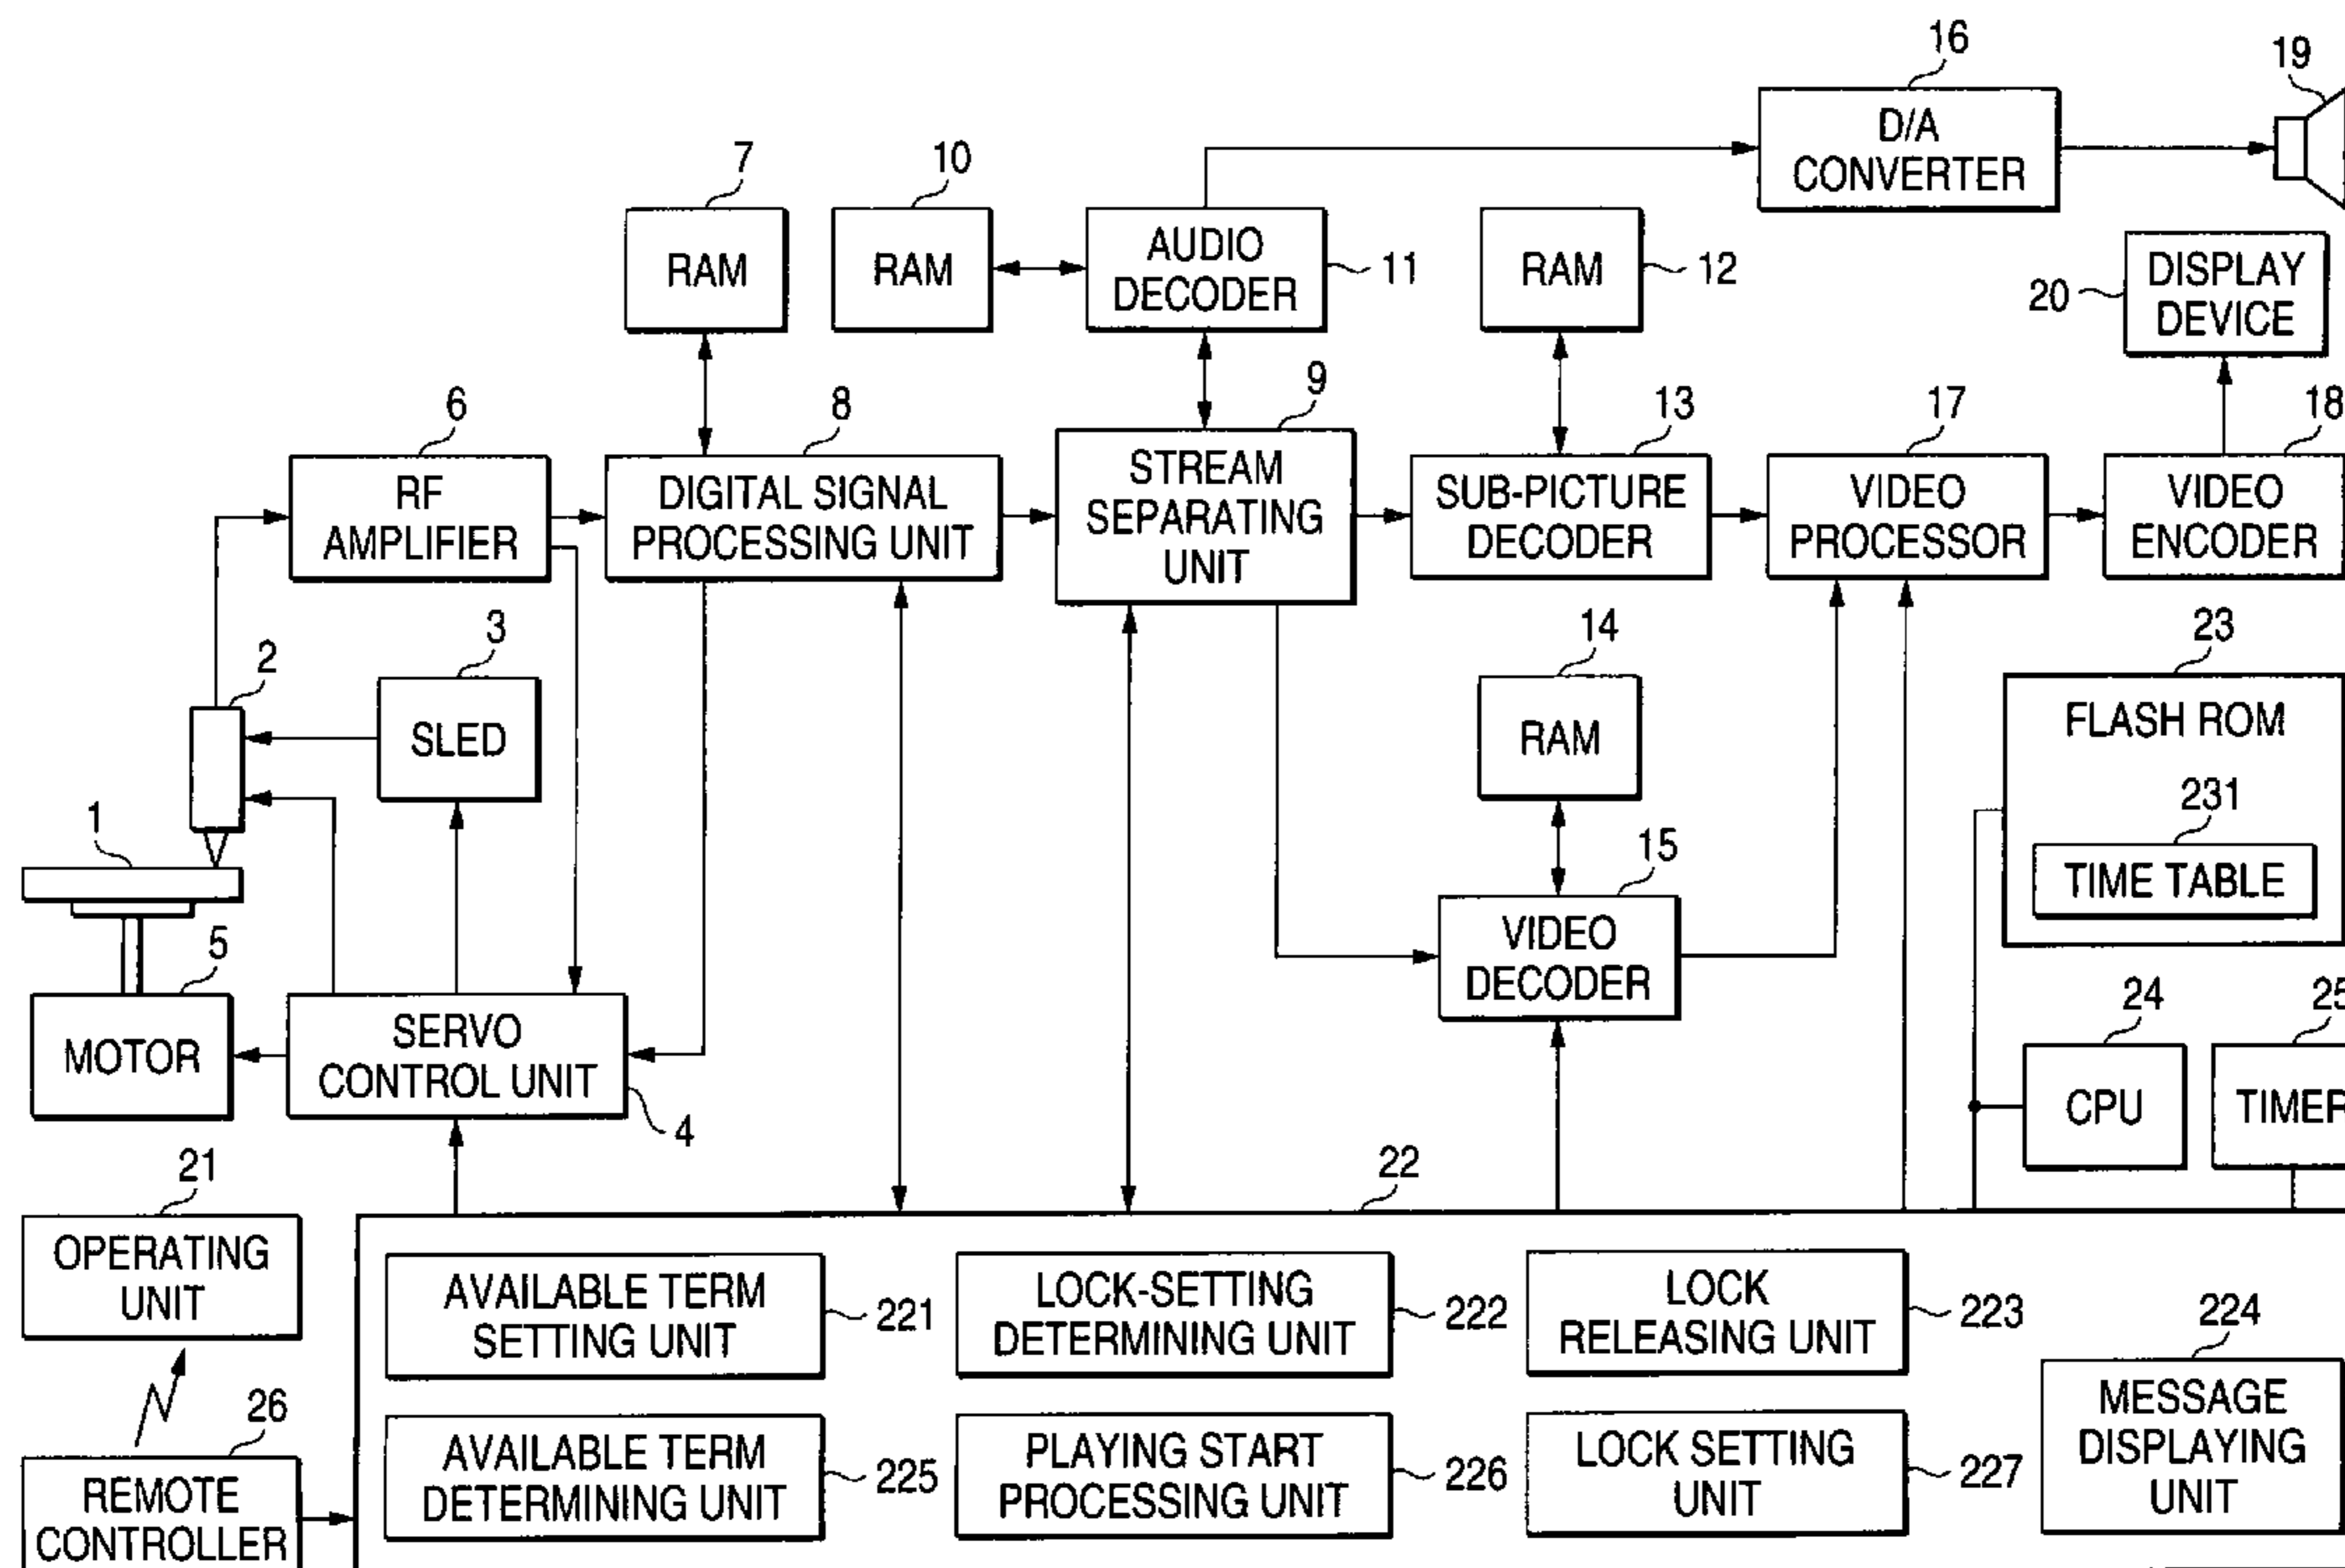 16
19
D/A
CONVERTER
7
10
RAM
RAM
AUDIO
DECODER
11
RAM
12
20
DISPLAY
DEVICE
6
8
9
13
17
18
RF
AMPLIFIER
DIGITAL SIGNAL
PROCESSING UNIT
STREAM
SEPARATING
UNIT
SUB-PICTURE
DECODER
VIDEO
PROCESSOR
VIDEO
ENCODER
2
3
14
23
SLED
RAM
FLASH ROM
231
TIME TABLE
1
15
5
VIDEO
DECODER
MOTOR
SERVO
CONTROL UNIT
4
24
25
CPU
TIMER
21
22
OPERATING
UNIT
AVAILABLE TERM
SETTING UNIT
221
LOCK-SETTING
DETERMINING UNIT
222
LOCK
RELEASING UNIT
223
224
26
REMOTE
CONTROLLER
AVAILABLE TERM
DETERMINING UNIT
225
PLAYING START
PROCESSING UNIT
226
LOCK SETTING
UNIT
227
MESSAGE
DISPLAYING
UNIT